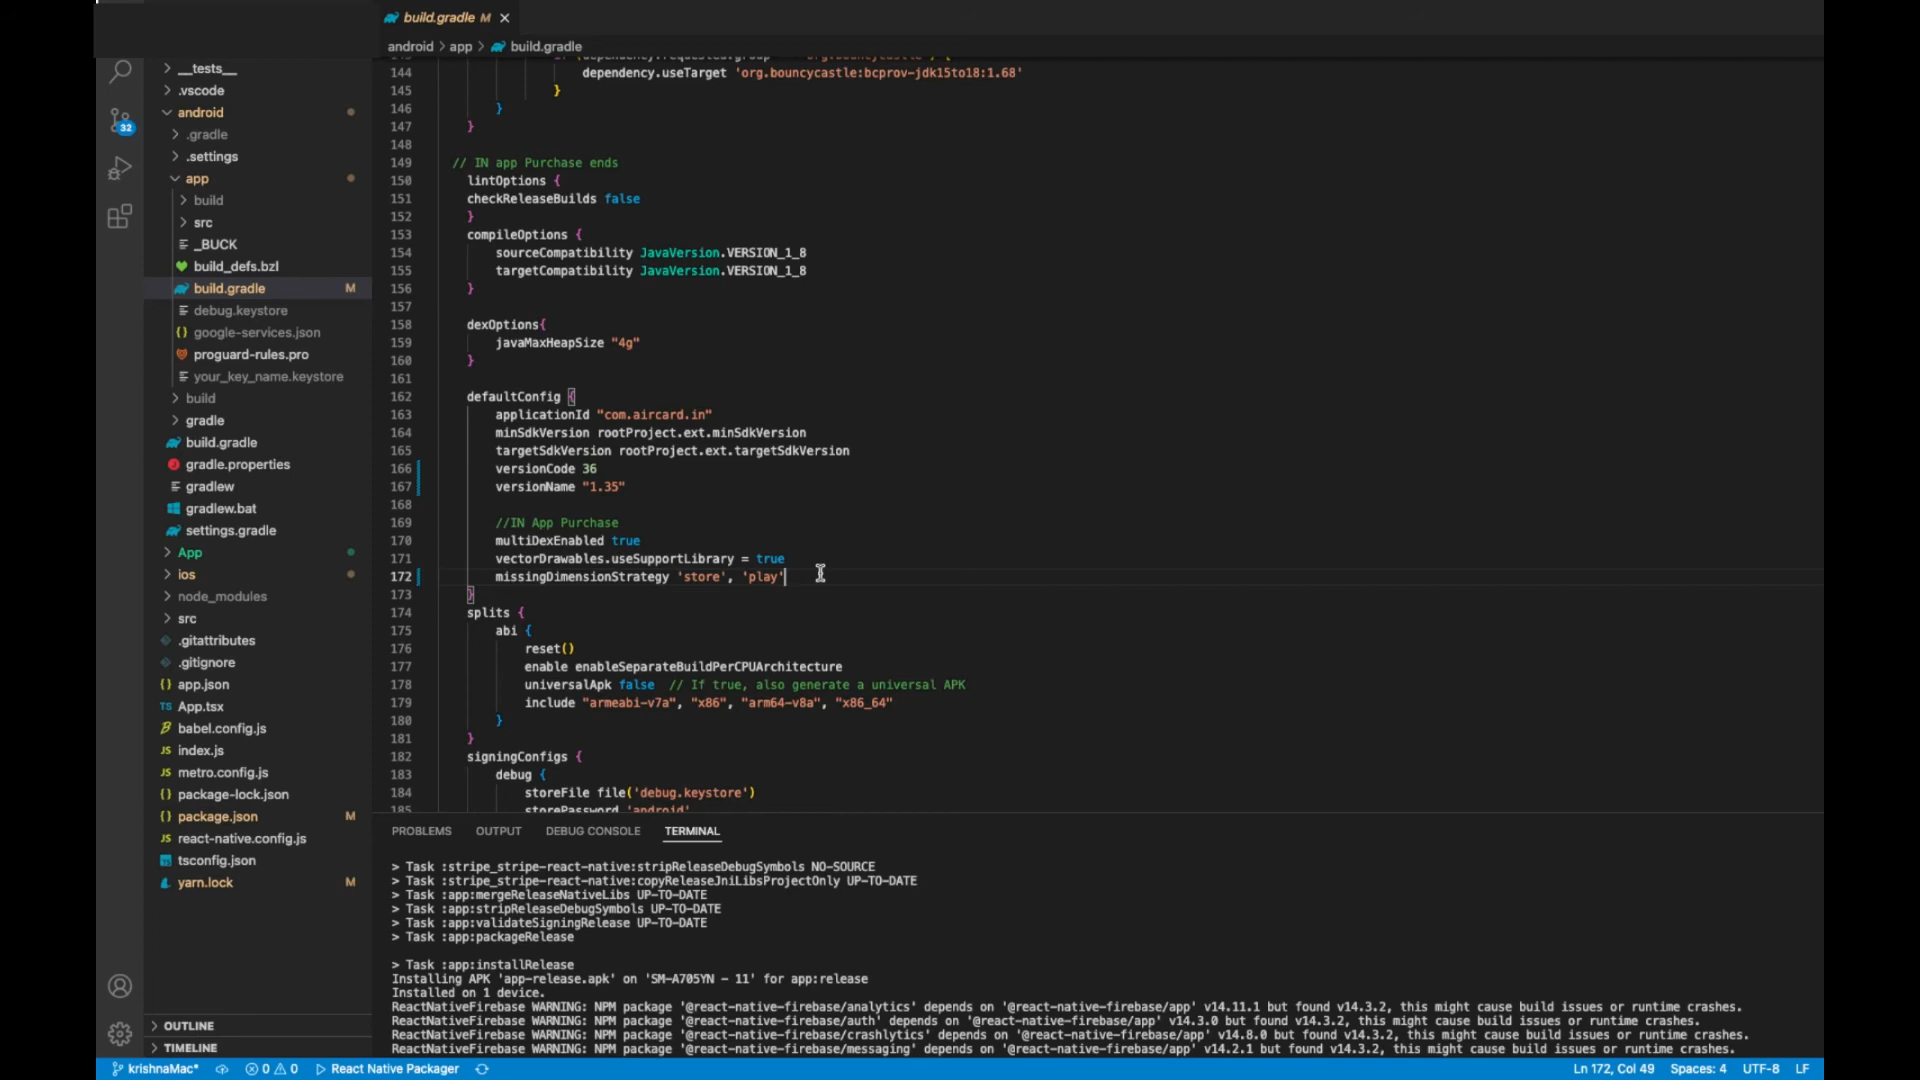 build.gradle M
android > app > build.gradle
32
__tests__
.vscode
android
.gradle
.settings
app
build
src
_BUCK
build_defs.bzl
build.gradle M
debug.keystore
google-services.json
proguard-rules.pro
your_key_name.keystore
build
gradle
build.gradle
gradle.properties
gradlew
gradlew.bat
settings.gradle
App
ios
node_modules
src
.gitattributes
.gitignore
app.json
TS App.tsx
babel.config.js
JS index.js
JS metro.config.js
package-lock.json
package.json M
JS react-native.config.js
tsconfig.json
yarn.lock M
OUTLINE
TIMELINE
144 dependency.useTarget 'org.bouncycastle:bcprov-jdk15to18:1.68'
145 }
146 }
147 }
148
149 // IN app Purchase ends
150 lintOptions {
151 checkReleaseBuilds false
152 }
153 compileOptions {
154 sourceCompatibility JavaVersion.VERSION_1_8
155 targetCompatibility JavaVersion.VERSION_1_8
156 }
157
158 dexOptions{
159 javaMaxHeapSize "4g"
160 }
161
162 defaultConfig {
163 applicationId "com.aircard.in"
164 minSdkVersion rootProject.ext.minSdkVersion
165 targetSdkVersion rootProject.ext.targetSdkVersion
166 versionCode 36
167 versionName "1.35"
168
169 //IN App Purchase
170 multiDexEnabled true
171 vectorDrawables.useSupportLibrary = true
172 missingDimensionStrategy 'store', 'play'
173 }
174 splits {
175 abi {
176 reset()
177 enable enableSeparateBuildPerCPUArchitecture
178 universalApk false // If true, also generate a universal APK
179 include "armeabi-v7a", "x86", "arm64-v8a", "x86_64"
180 }
181 }
182 signingConfigs {
183 debug {
184 storeFile file('debug.keystore')
185 storePassword 'android'
PROBLEMS OUTPUT DEBUG CONSOLE TERMINAL
> Task :stripe_stripe-react-native:stripReleaseDebugSymbols NO-SOURCE
> Task :stripe_stripe-react-native:copyReleaseJniLibsProjectOnly UP-TO-DATE
> Task :app:mergeReleaseNativeLibs UP-TO-DATE
> Task :app:stripReleaseDebugSymbols UP-TO-DATE
> Task :app:validateSigningRelease UP-TO-DATE
> Task :app:packageRelease
> Task :app:installRelease
Installing APK 'app-release.apk' on 'SM-A705YN - 11' for app:release
Installed on 1 device.
ReactNativeFirebase WARNING: NPM package '@react-native-firebase/analytics' depends on '@react-native-firebase/app' v14.11.1 but found v14.3.2, this might cause build issues or runtime crashes.
ReactNativeFirebase WARNING: NPM package '@react-native-firebase/auth' depends on '@react-native-firebase/app' v14.3.0 but found v14.3.2, this might cause build issues or runtime crashes.
ReactNativeFirebase WARNING: NPM package '@react-native-firebase/crashlytics' depends on '@react-native-firebase/app' v14.8.0 but found v14.3.2, this might cause build issues or runtime crashes.
ReactNativeFirebase WARNING: NPM package '@react-native-firebase/messaging' depends on '@react-native-firebase/app' v14.2.1 but found v14.3.2, this might cause build issues or runtime crashes.
krishnaMac* 0 0 React Native Packager Ln 172, Col 49 Spaces: 4 UTF-8 LF